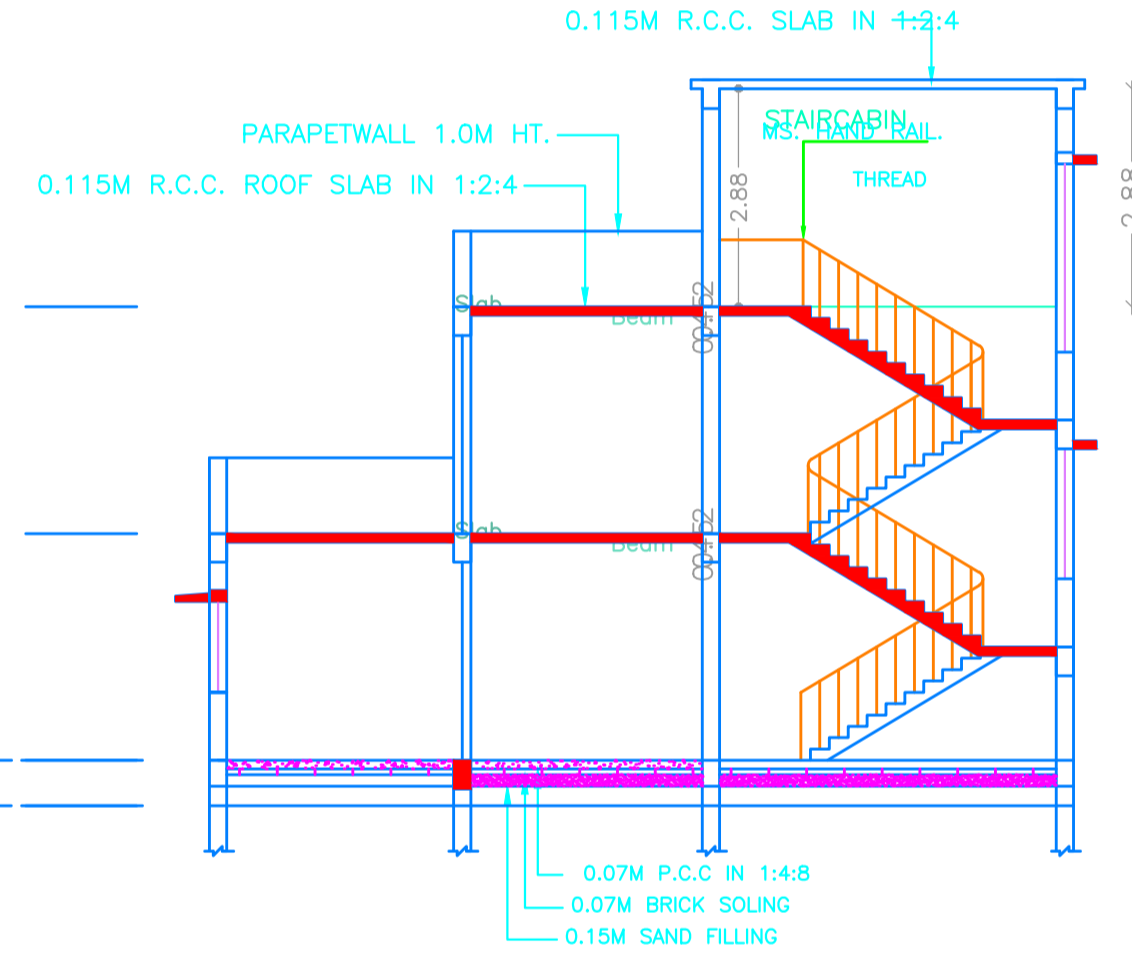 0.115M R.C.C. SLAB IN 1:2:4
STAIRCABIN
MS. HAND RAIL.
PARAPETWALL 1.0M HT.
0.115M R.C.C. ROOF SLAB IN 1:2:4
THREAD
2.88
2.88
Slab
Beam
Slab
Beam
0.07M P.C.C IN 1:4:8
0.07M BRICK SOLING
0.15M SAND FILLING